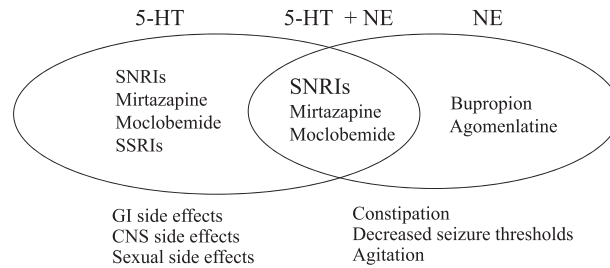 5-HT
5-HT + NE
NE
SNRIs
Mirtazapine
Moclobemide
SSRIs
SNRIs
Mirtazapine
Moclobemide
Bupropion
Agomenlatine
GI side effects
CNS side effects
Sexual side effects
Constipation
Decreased seizure thresholds
Agitation